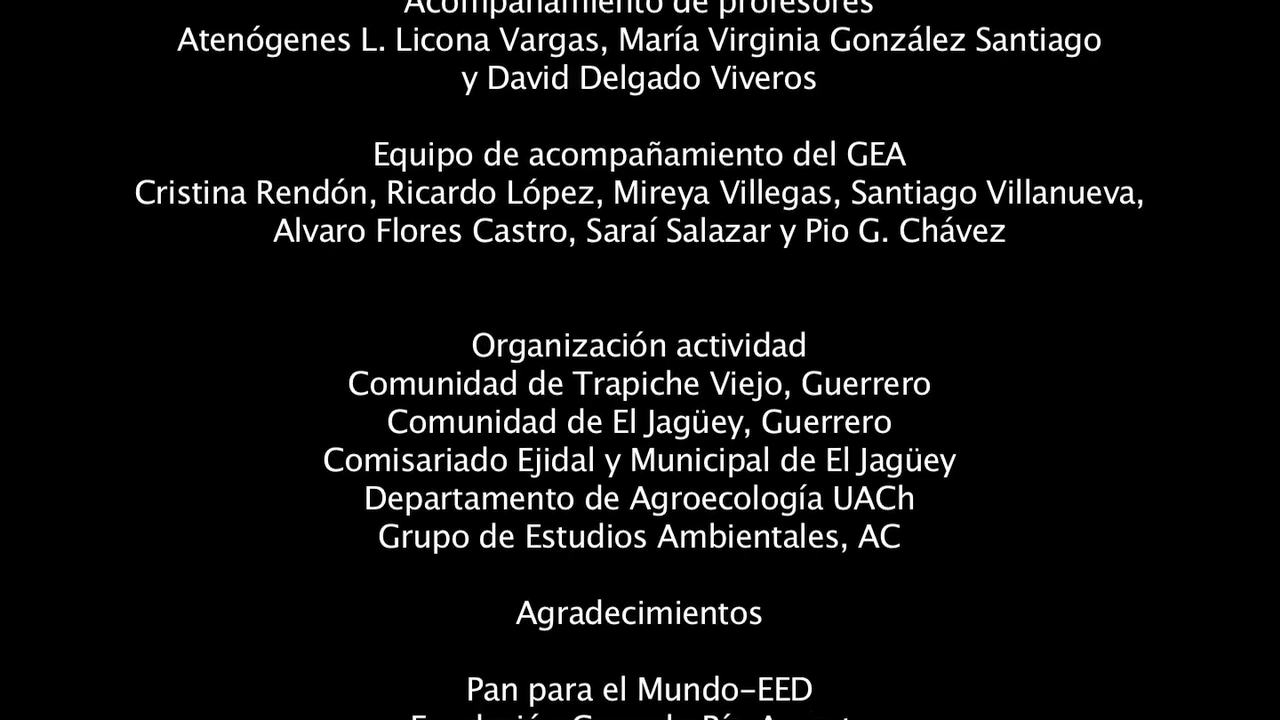 Acompañamiento de profesores
Atenógenes L. Licona Vargas, María Virginia González Santiago
y David Delgado Viveros
Equipo de acompañamiento del GEA
Cristina Rendón, Ricardo López, Mireya Villegas, Santiago Villanueva,
Alvaro Flores Castro, Saraí Salazar y Pio G. Chávez
Organización actividad
Comunidad de Trapiche Viejo, Guerrero
Comunidad de El Jagüey, Guerrero
Comisariado Ejidal y Municipal de El Jagüey
Departamento de Agroecología UACh
Grupo de Estudios Ambientales, AC
Agradecimientos
Pan para el Mundo-EED